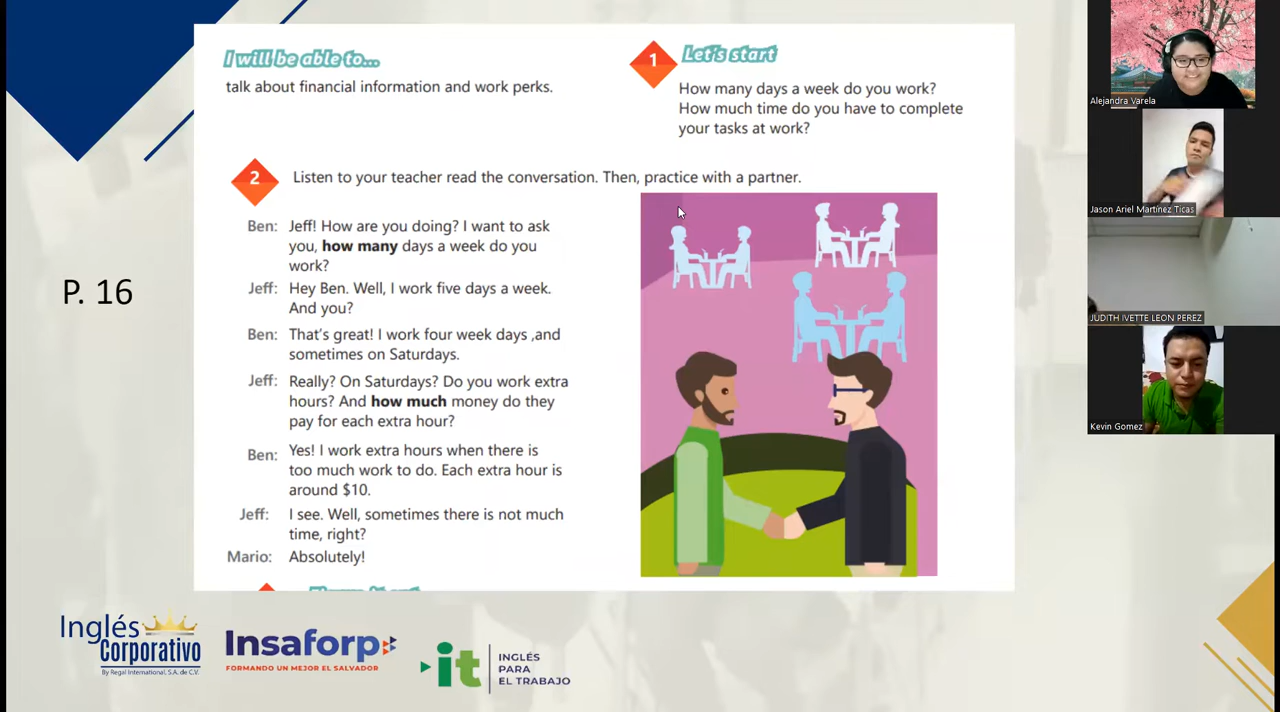 I will be able to...
talk about financial information and work perks.
1
Let's start
How many days a week do you work?
How much time do you have to complete
your tasks at work?
2
Listen to your teacher read the conversation. Then, practice with a partner.
Ben: Jeff! How are you doing? I want to ask
you, how many days a week do you
work?
Jeff: Hey Ben. Well, I work five days a week.
And you?
Ben: That's great! I work four week days ,and
sometimes on Saturdays.
Jeff: Really? On Saturdays? Do you work extra
hours? And how much money do they
pay for each extra hour?
Ben: Yes! I work extra hours when there is
too much work to do. Each extra hour is
around $10.
Jeff: I see. Well, sometimes there is not much
time, right?
Mario: Absolutely!
P. 16
Inglés
Corporativo
By Regal International, S.A. de C.V.
Insaforp
FORMANDO UN MEJOR EL SALVADOR
it
INGLÉS
PARA
EL TRABAJO
Alejandra Varela
Jason Ariel Martínez Ticas
JUDITH IVETTE LEON PEREZ
Kevin Gomez